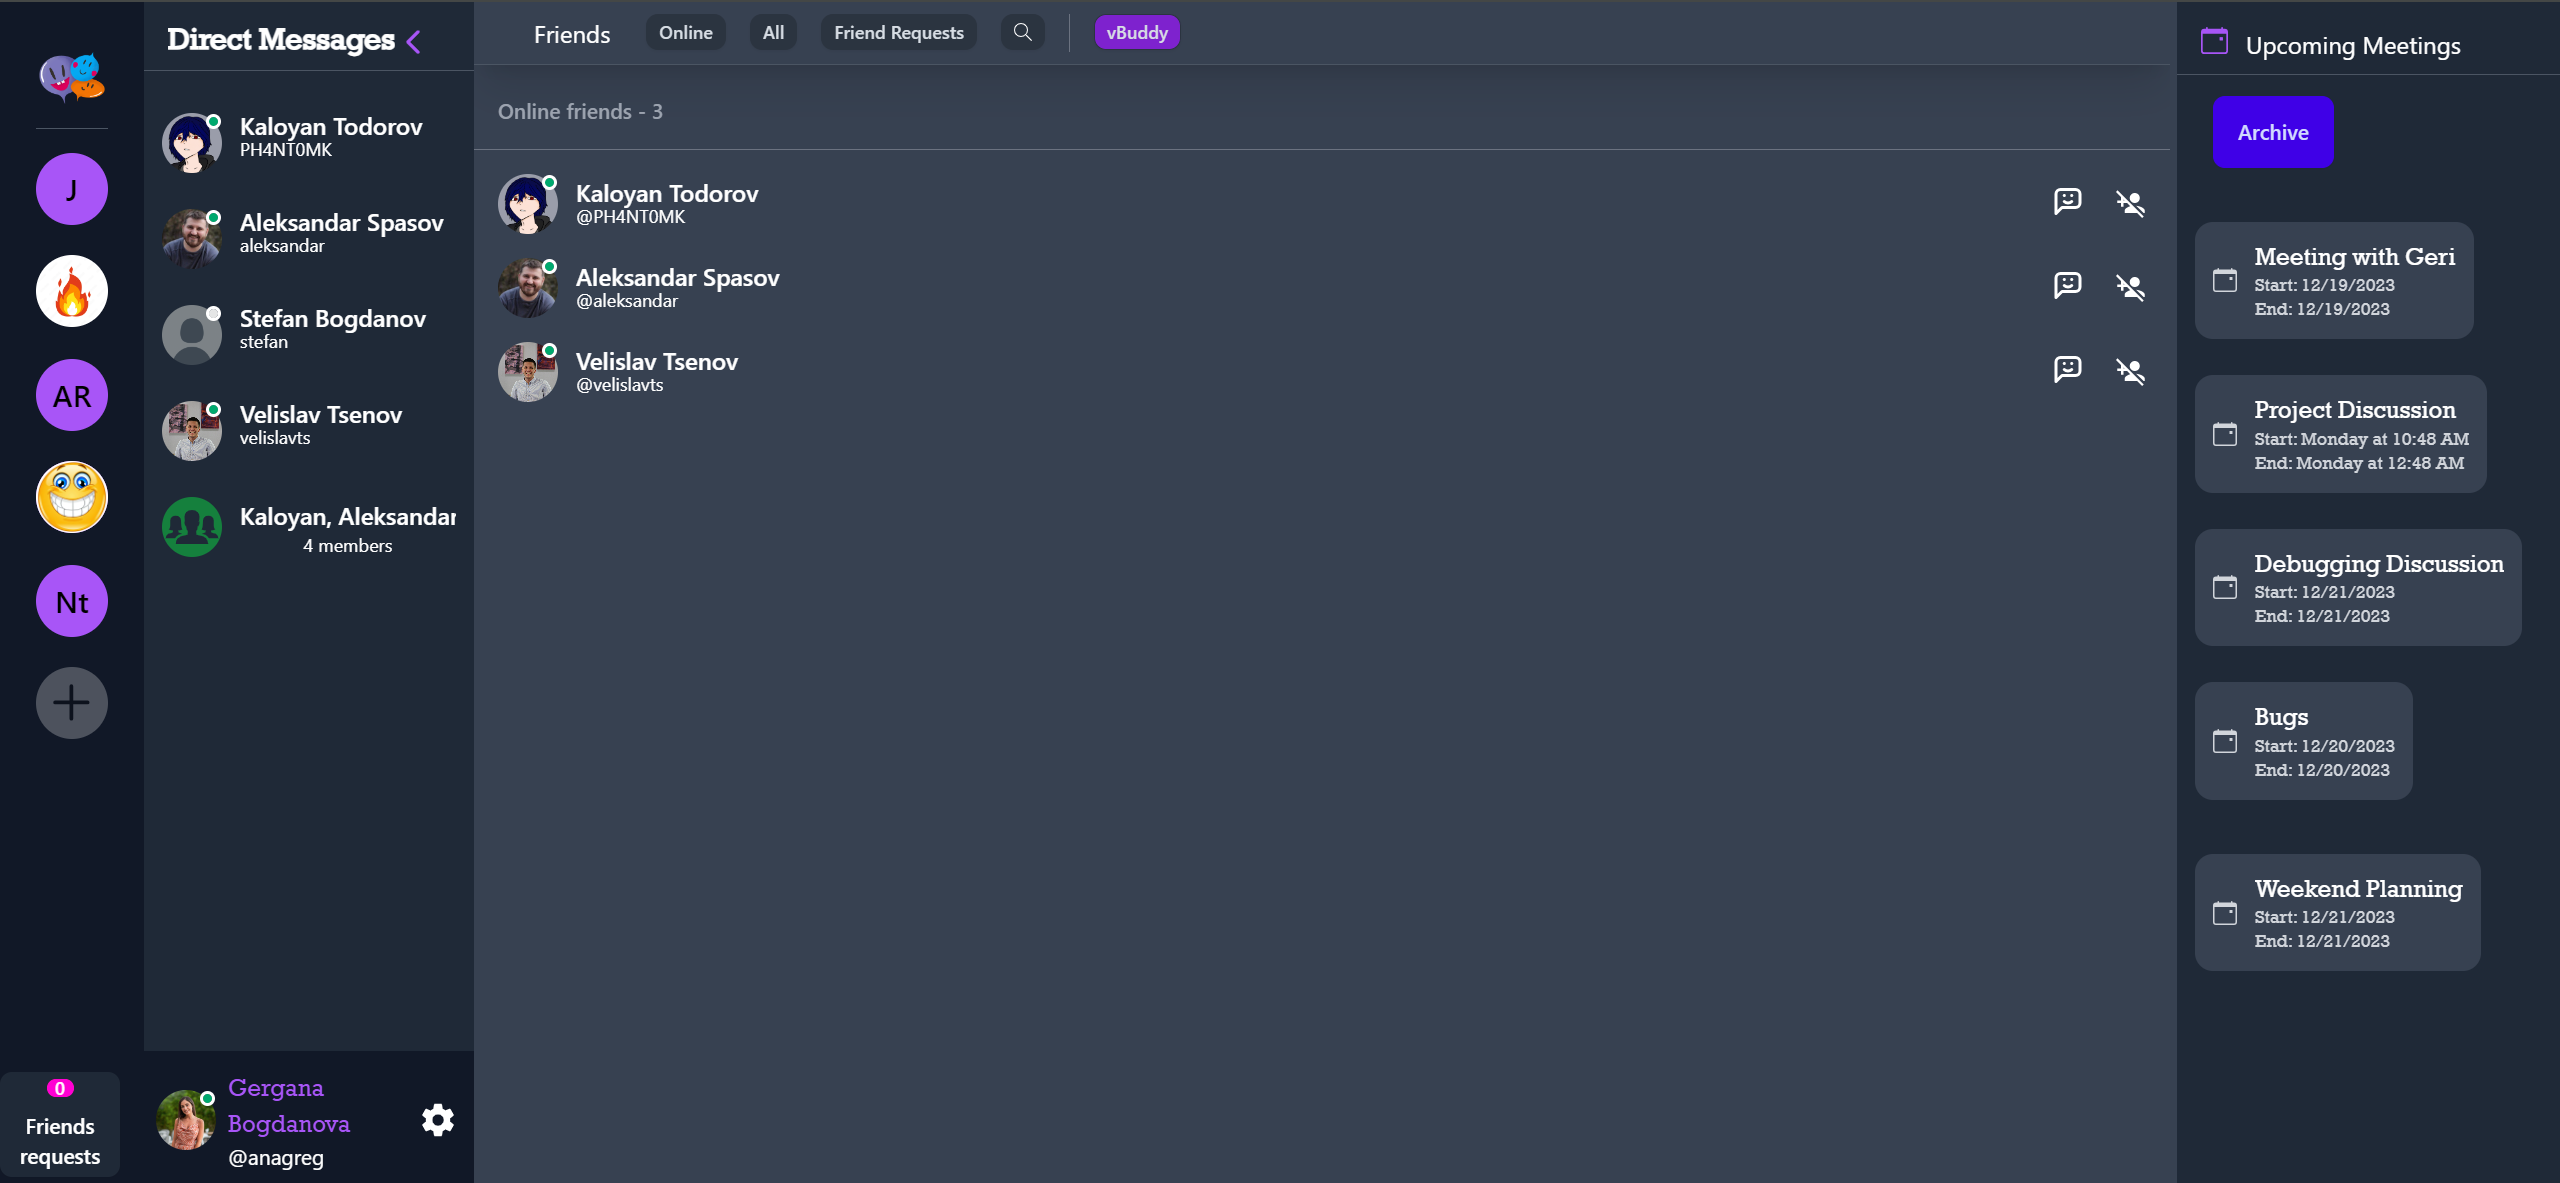 J
AR
Nt
0
Friends
requests
Direct Messages
Kaloyan Todorov
PH4NT0MK
Aleksandar Spasov
aleksandar
Stefan Bogdanov
stefan
Velislav Tsenov
velislavts
Kaloyan, Aleksandar
4 members
Gergana
Bogdanova
@anagreg
Friends Online All Friend Requests vBuddy
Online friends - 3
Kaloyan Todorov
@PH4NT0MK
Aleksandar Spasov
@aleksandar
Velislav Tsenov
@velislavts
Upcoming Meetings
Archive
Meeting with Geri
Start: 12/19/2023
End: 12/19/2023
Project Discussion
Start: Monday at 10:48 AM
End: Monday at 12:48 AM
Debugging Discussion
Start: 12/21/2023
End: 12/21/2023
Bugs
Start: 12/20/2023
End: 12/20/2023
Weekend Planning
Start: 12/21/2023
End: 12/21/2023